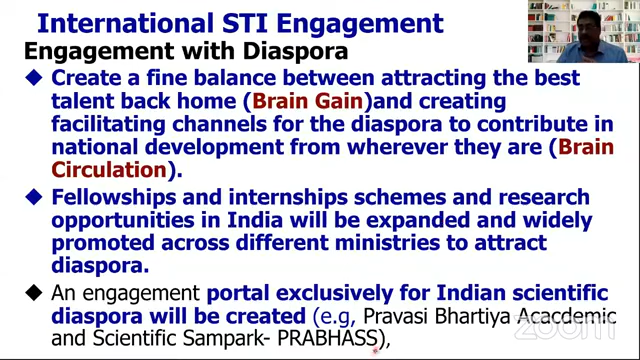 International STI Engagement
Engagement with Diaspora
◆ Create a fine balance between attracting the best
talent back home (Brain Gain)and creating
facilitating channels for the diaspora to contribute in
national development from wherever they are (Brain
Circulation).
◆ Fellowships and internships schemes and research
opportunities in India will be expanded and widely
promoted across different ministries to attract
diaspora.
◆ An engagement portal exclusively for Indian scientific
diaspora will be created (e.g, Pravasi Bhartiya Acacdemic
and Scientific Sampark- PRABHASS),
zoom